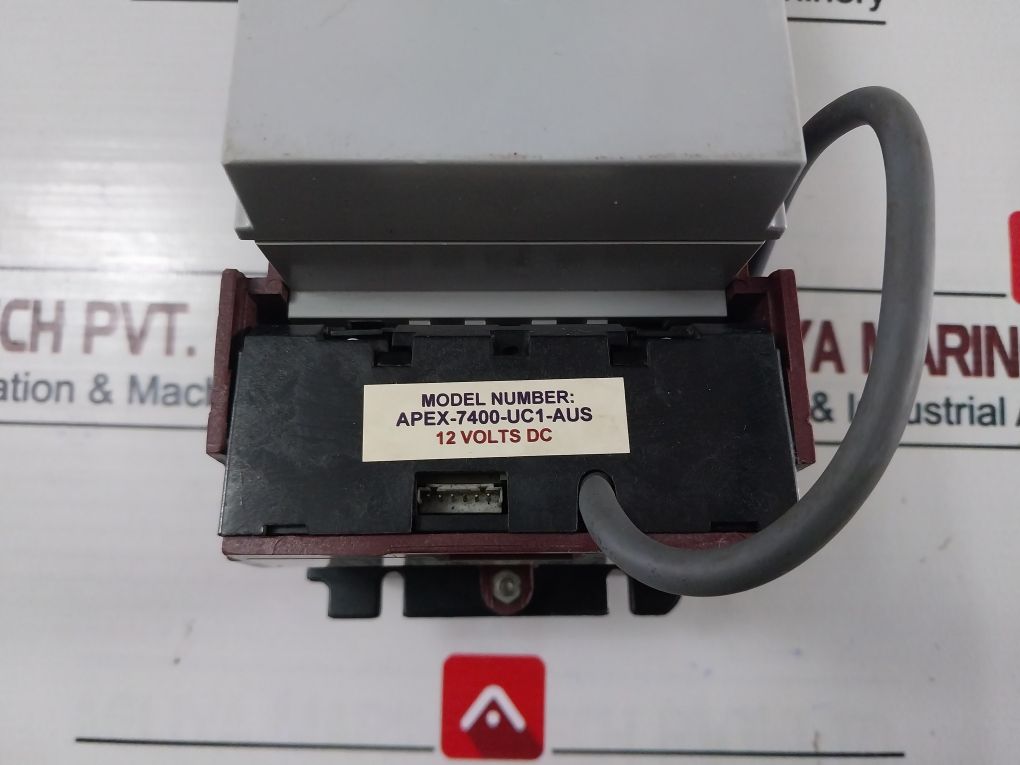 CH PVT.
YA MARIN
ation & Mach
& Industrial A
MODEL NUMBER:
APEX-7400-UC1-AUS
12 VOLTS DC